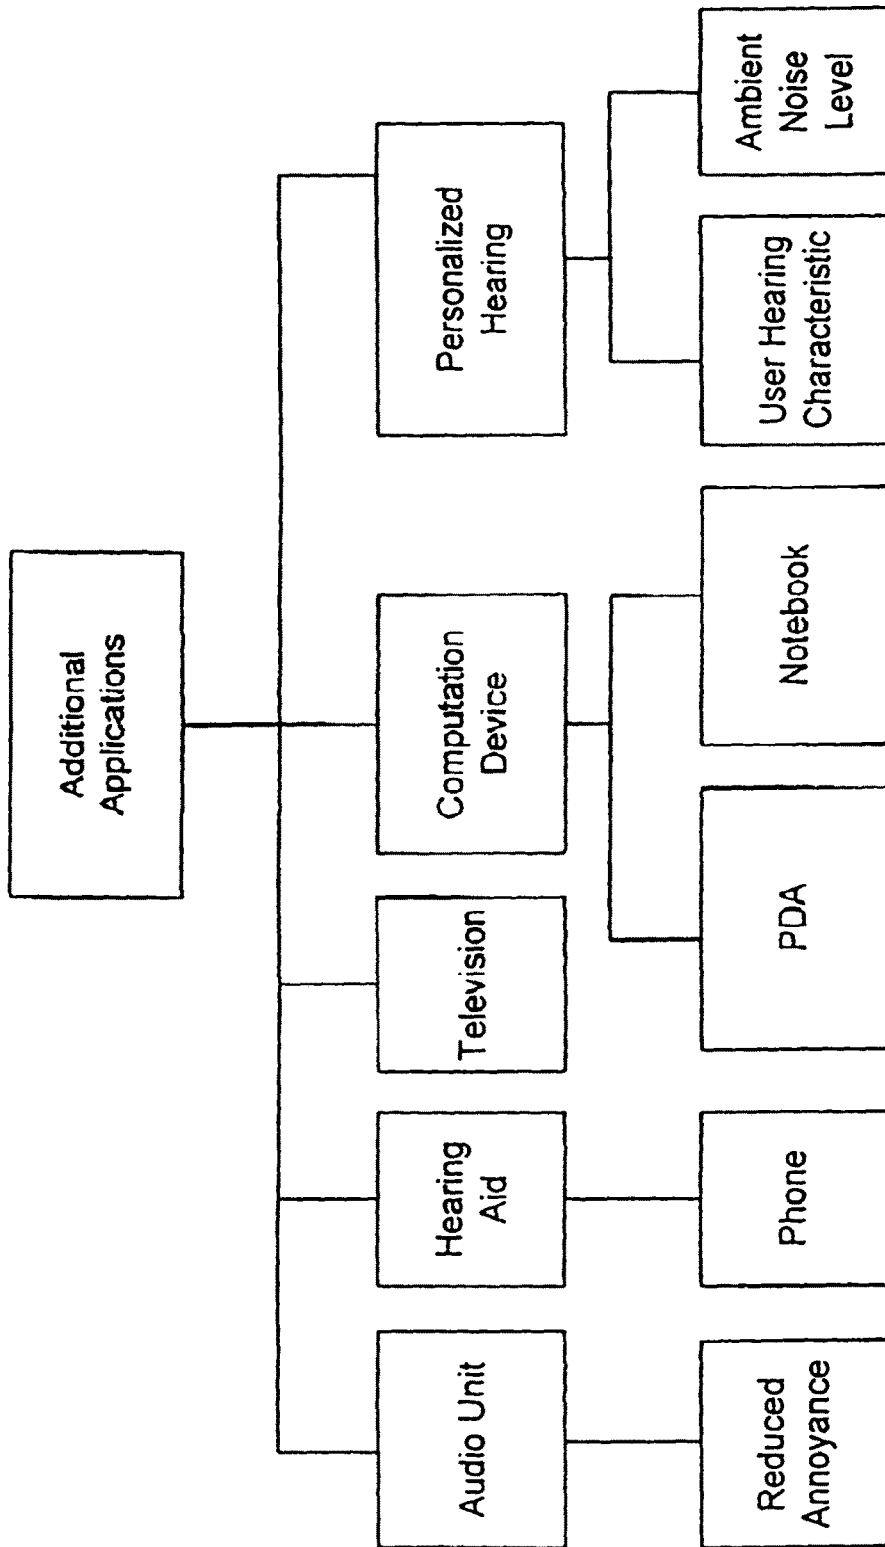 Additional
Applications
Audio Unit
Hearing
Aid
Television
Computation
Device
Personalized
Hearing
Reduced
Annoyance
Phone
PDA
Notebook
User Hearing
Characteristic
Ambient
Noise
Level